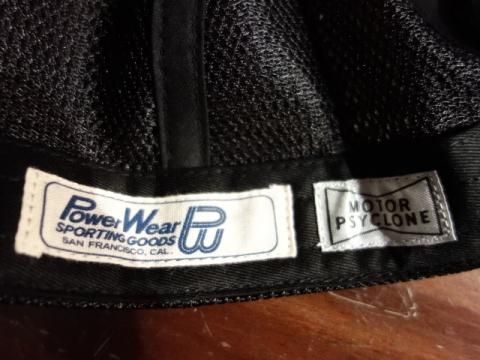 PowerWear PW
SPORTING GOODS
SAN FRANCISCO, CAL.
MOTOR
PSYCLONE